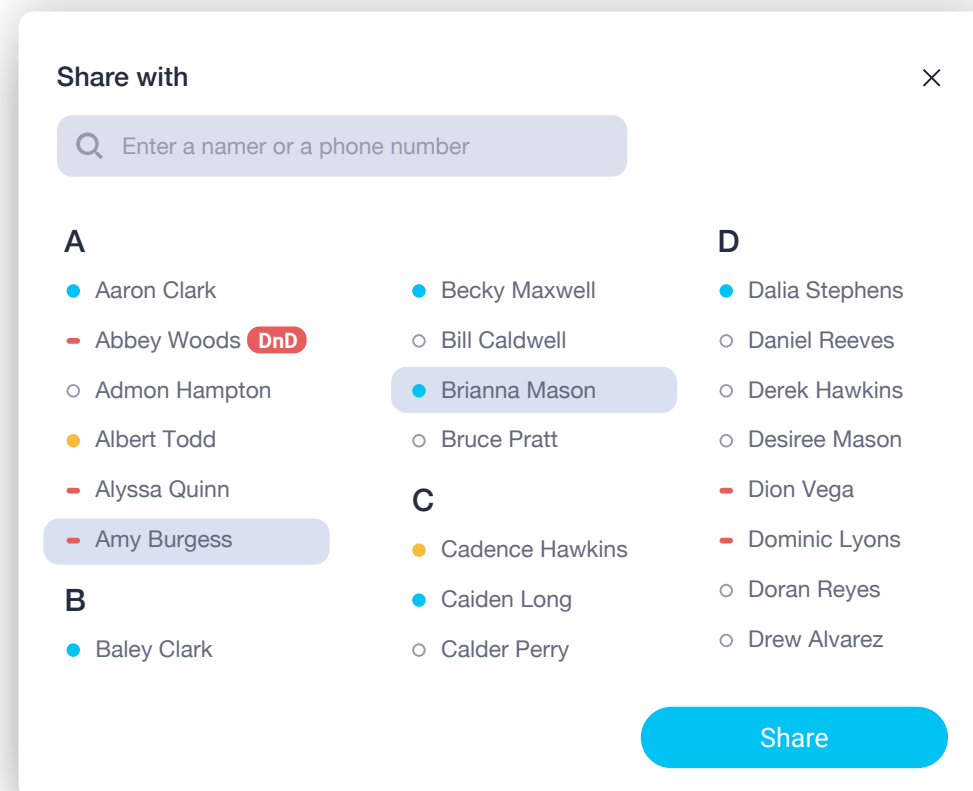 Share with
Enter a namer or a phone number
A
Aaron Clark
Abbey Woods DnD
Admon Hampton
Albert Todd
Alyssa Quinn
Amy Burgess
B
Baley Clark
Becky Maxwell
Bill Caldwell
Brianna Mason
Bruce Pratt
C
Cadence Hawkins
Caiden Long
Calder Perry
D
Dalia Stephens
Daniel Reeves
Derek Hawkins
Desiree Mason
Dion Vega
Dominic Lyons
Doran Reyes
Drew Alvarez
Share